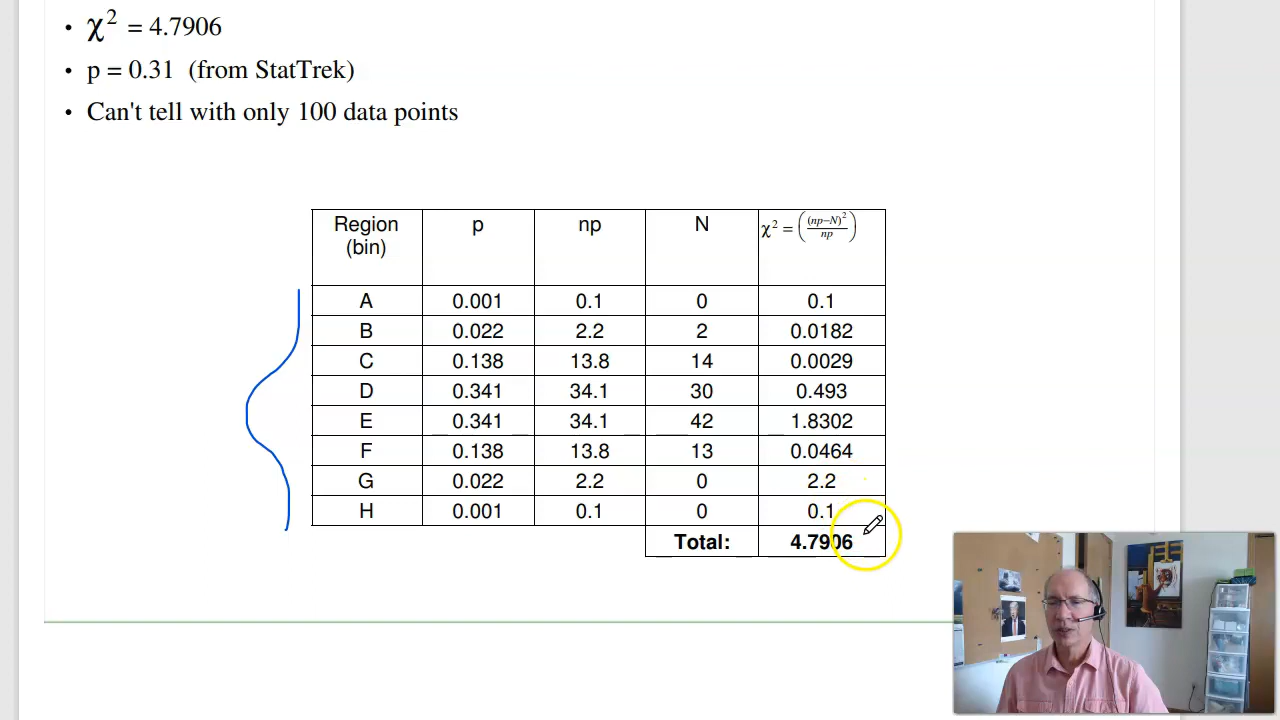 • χ² = 4.7906
• p = 0.31 (from StatTrek)
• Can't tell with only 100 data points
Region (bin) p np N χ² = ((np−N)²/np)
A 0.001 0.1 0 0.1
B 0.022 2.2 2 0.0182
C 0.138 13.8 14 0.0029
D 0.341 34.1 30 0.493
E 0.341 34.1 42 1.8302
F 0.138 13.8 13 0.0464
G 0.022 2.2 0 2.2
H 0.001 0.1 0 0.1
Total: 4.7906